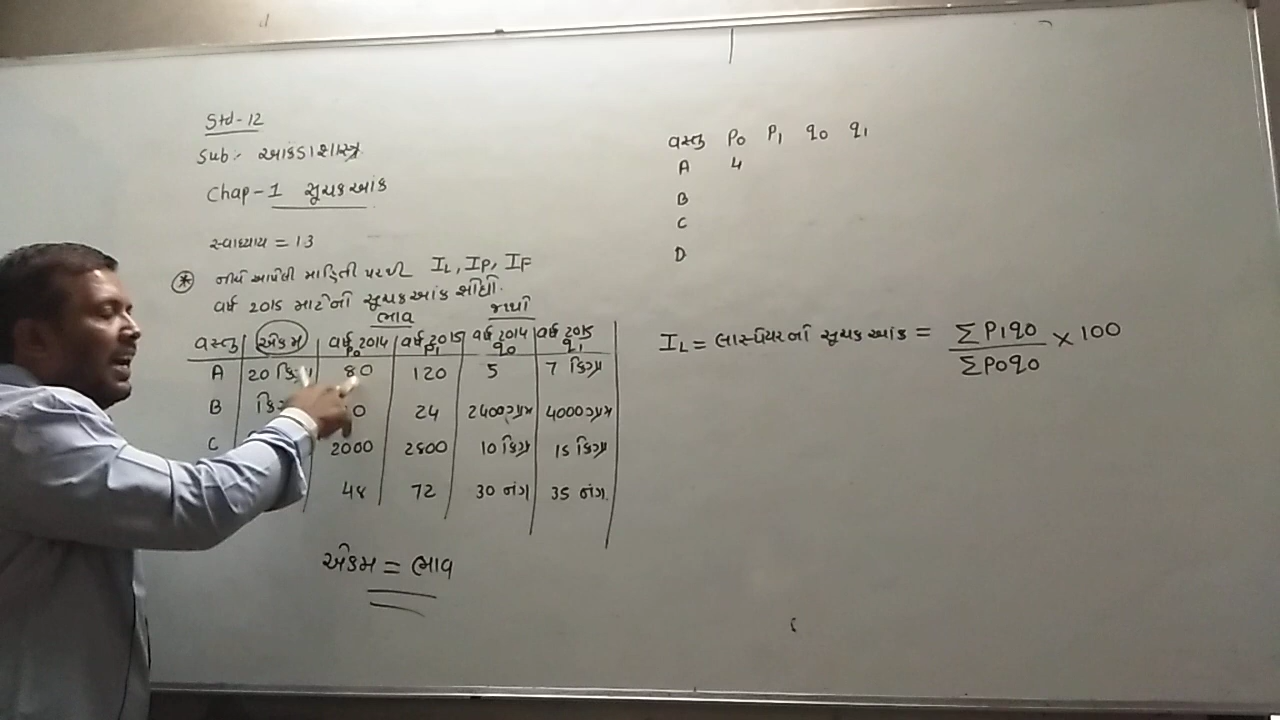 Std-12
Sub:- આંકડાશાસ્ત્ર
Chap-1 સૂચકઆંક
સ્વાધ્યાય = 13
* નીચે આપેલી માહિતી પરથી IL, IP, IF
વર્ષ 2015 માટેનો સૂચકઆંક શોધો.
ભાવ જથ્થો
વસ્તુ એકમ વર્ષ 2014 P0 વર્ષ 2015 P1 વર્ષ 2014 q0 વર્ષ 2015 q1
A 20 કિગ્રા 80 120 5 7 કિગ્રા
B 24 2400ગ્રામ 4000ગ્રામ
C 2000 2800 10 કિગ્રા 15 કિગ્રા
48 72 30 નંગ 35 નંગ.
એકમ = ભાવ
વસ્તુ P0 P1 q0 q1
A 4
B
C
D
IL = લાસ્પેયરનો સૂચકઆંક = ΣP1q0 / ΣP0q0 × 100